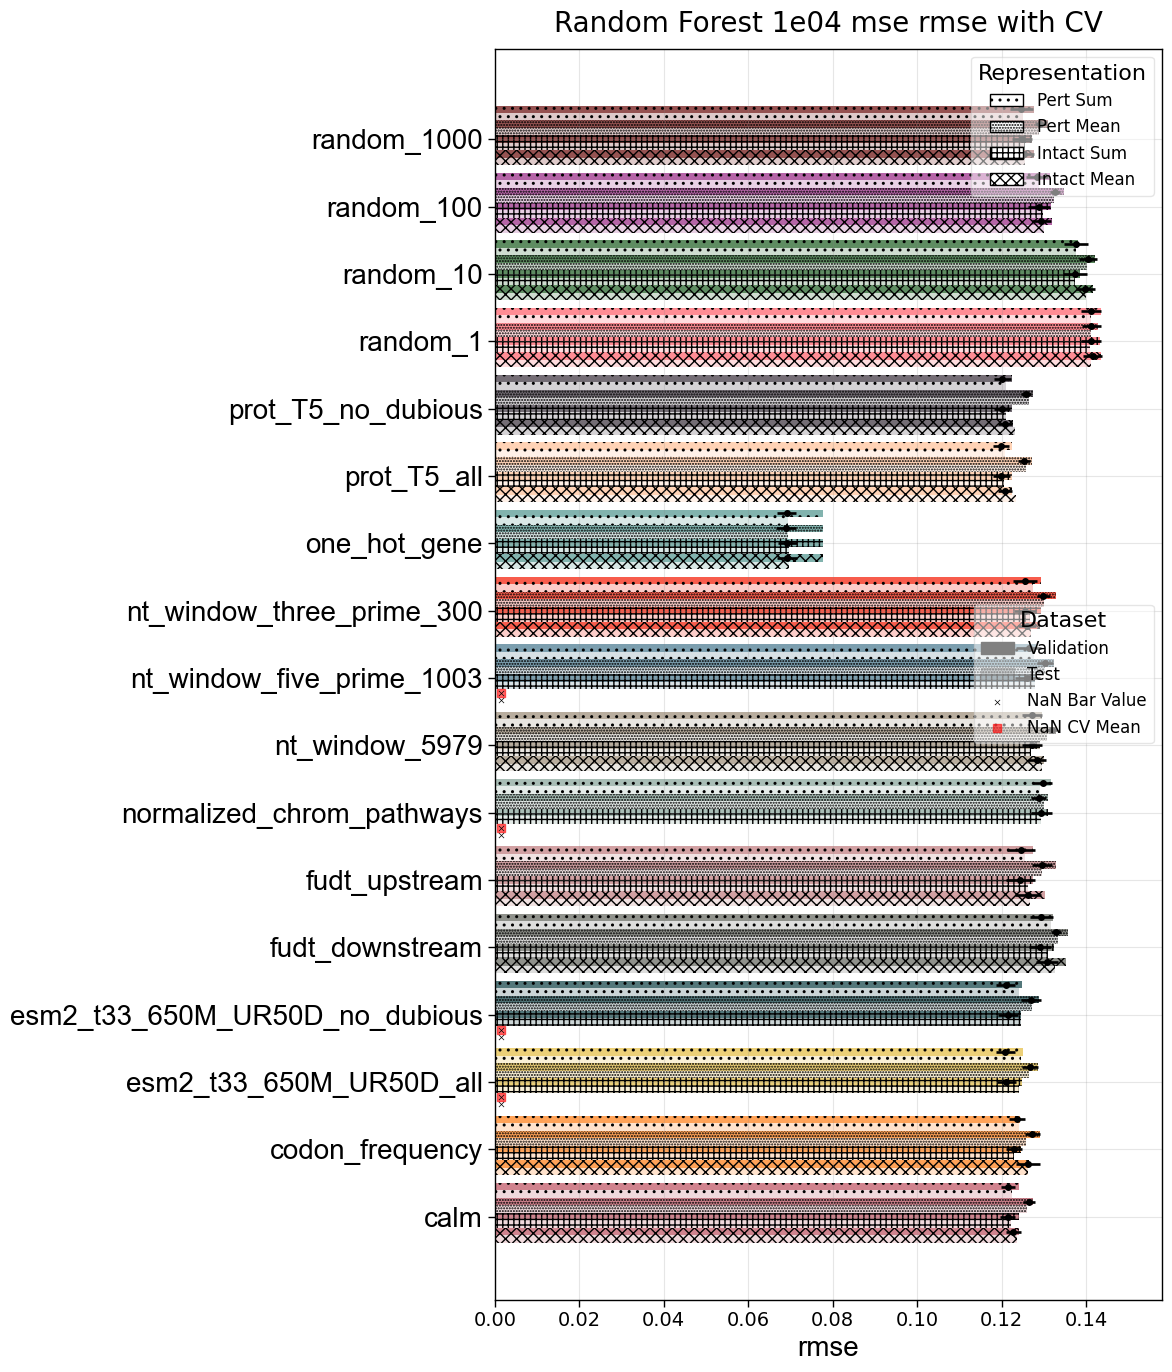 Random Forest 1e04 mse rmse with CV
Representation
Pert Sum
Pert Mean
Intact Sum
Intact Mean
random_1000
random_100
random_10
random_1
prot_T5_no_dubious
prot_T5_all
one_hot_gene
nt_window_three_prime_300
Dataset
Validation
Test
NaN Bar Value
NaN CV Mean
nt_window_five_prime_1003
nt_window_5979
normalized_chrom_pathways
fudt_upstream
fudt_downstream
esm2_t33_650M_UR50D_no_dubious
esm2_t33_650M_UR50D_all
codon_frequency
calm
0.00 0.02 0.04 0.06 0.08 0.10 0.12 0.14
rmse